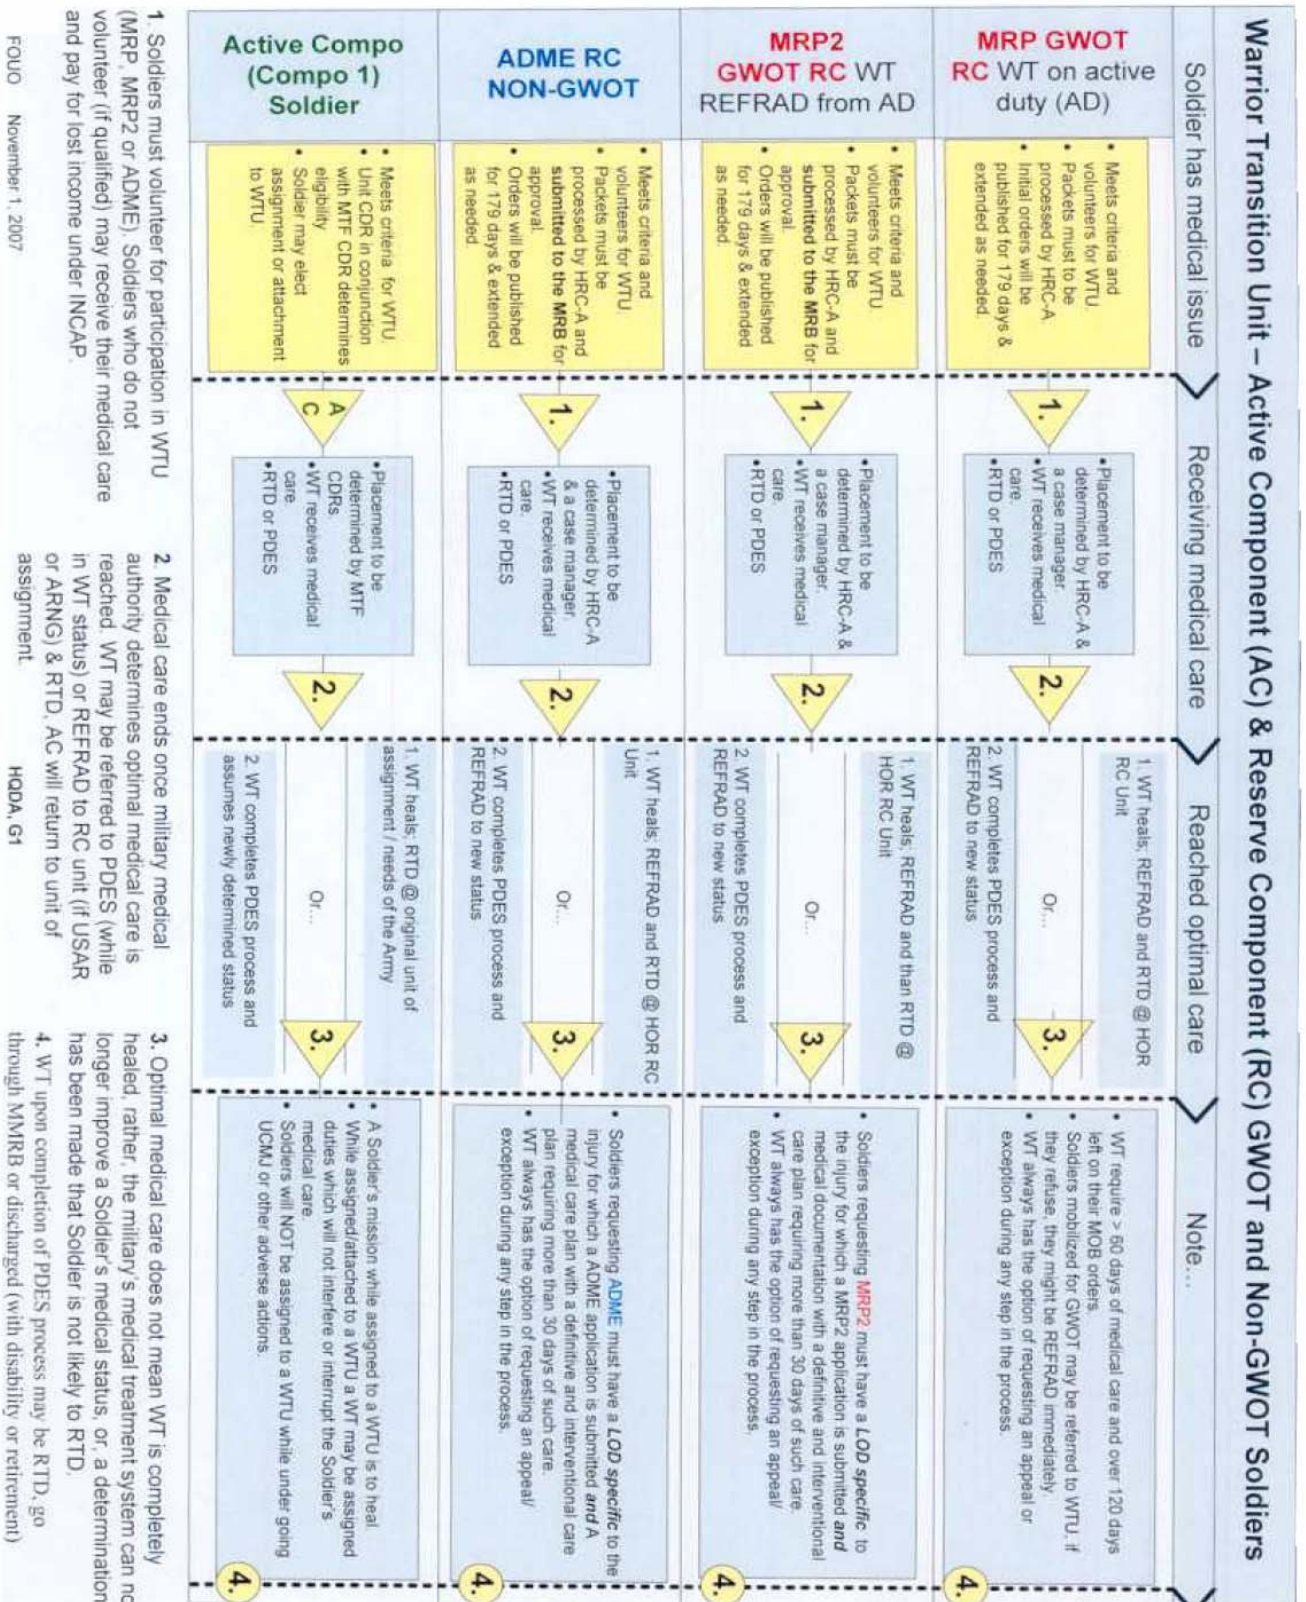 Warrior Transition Unit – Active Component (AC) & Reserve Component (RC) GWOT and Non-GWOT Soldiers
Soldier has medical issue
Receiving medical care
Reached optimal care
Note...
MRP GWOT
RC WT on active
duty (AD)
• Meets criteria and
volunteers for WTU.
• Packets must to be
processed by HRC-A.
• Initial orders will be
published for 179 days &
extended as needed.
1.
• Placement to be
determined by HRC-A &
a case manager.
• WT receives medical
care.
• RTD or PDES
2.
1. WT heals; REFRAD and RTD @ HOR
RC Unit
Or...
2. WT completes PDES process and
REFRAD to new status
3.
• WT require > 60 days of medical care and over 120 days
left on their MOB orders.
• Soldiers mobilized for GWOT may be referred to WTU, if
they refuse, they might be REFRAD immediately
• WT always has the option of requesting an appeal or
exception during any step in the process.
4.
MRP2
GWOT RC WT
REFRAD from AD
• Meets criteria and
volunteers for WTU.
• Packets must be
processed by HRC-A and
submitted to the MRB for
approval.
• Orders will be published
for 179 days & extended
as needed.
1.
• Placement to be
determined by HRC-A &
a case manager.
• WT receives medical
care.
• RTD or PDES
2.
1. WT heals; REFRAD and than RTD @
HOR RC Unit
Or...
2 WT completes PDES process and
REFRAD to new status
3.
• Soldiers requesting MRP2 must have a LOD specific to
the injury for which a MRP2 application is submitted and
medical documentation with a definitive and interventional
care plan requiring more than 30 days of such care.
• WT always has the option of requesting an appeal/
exception during any step in the process.
4.
ADME RC
NON-GWOT
• Meets criteria and
volunteers for WTU.
• Packets must be
processed by HRC-A and
submitted to the MRB for
approval.
• Orders will be published
for 179 days & extended
as needed.
1.
• Placement to be
determined by HRC-A
& a case manager.
• WT receives medical
care.
• RTD or PDES
2.
1. WT heals; REFRAD and RTD @ HOR RC
Unit
Or...
2. WT completes PDES process and
REFRAD to new status
3.
• Soldiers requesting ADME must have a LOD specific to the
injury for which a ADME application is submitted and A
medical care plan with a definitive and interventional care
plan requiring more than 30 days of such care.
• WT always has the option of requesting an appeal/
exception during any step in the process.
4.
Active Compo
(Compo 1)
Soldier
• Meets criteria for WTU.
• Unit CDR in conjunction
with MTF CDR determines
eligibility
• Soldier may elect
assignment or attachment
to WTU.
A
C
• Placement to be
determined by MTF
CDRs.
• WT receives medical
care.
• RTD or PDES
2.
1. WT heals; RTD @ original unit of
assignment / needs of the Army
Or...
2. WT completes PDES process and
assumes newly determined status
3.
• A Soldier's mission while assigned to a WTU is to heal.
• While assigned/attached to a WTU a WT may be assigned
duties which will not interfere or interrupt the Soldier's
medical care.
• Soldiers will NOT be assigned to a WTU while under going
UCMJ or other adverse actions.
4.
1. Soldiers must volunteer for participation in WTU
(MRP, MRP2 or ADME). Soldiers who do not
volunteer (if qualified) may receive their medical care
and pay for lost income under INCAP.
2. Medical care ends once military medical
authority determines optimal medical care is
reached. WT may be referred to PDES (while
in WT status) or REFRAD to RC unit (if USAR
or ARNG) & RTD, AC will return to unit of
assignment.
3. Optimal medical care does not mean WT is completely
healed, rather, the military's medical treatment system can no
longer improve a Soldier's medical status, or, a determination
has been made that Soldier is not likely to RTD.
4. WT upon completion of PDES process may be RTD, go
through MMRB or discharged (with disability or retirement)
FOUO November 1, 2007
HQDA, G1